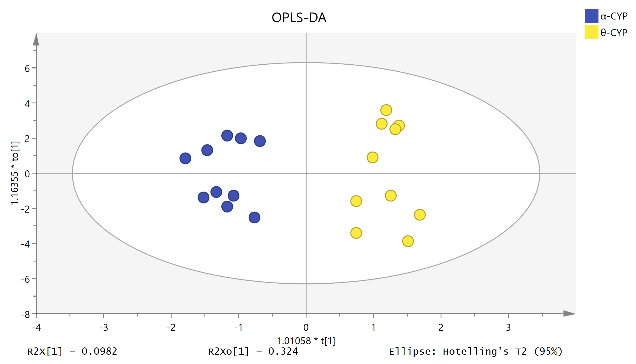 OPLS-DA
α-CYP
θ-CYP
1.16355 * to[1]
6
4
2
0
-2
-4
-6
-8
-4 -3 -2 -1 0 1 2 3
1.01058 * t[1]
R2X[1] - 0.0982 R2Xo[1] - 0.324 Ellipse: Hotelling's T2 (95%)